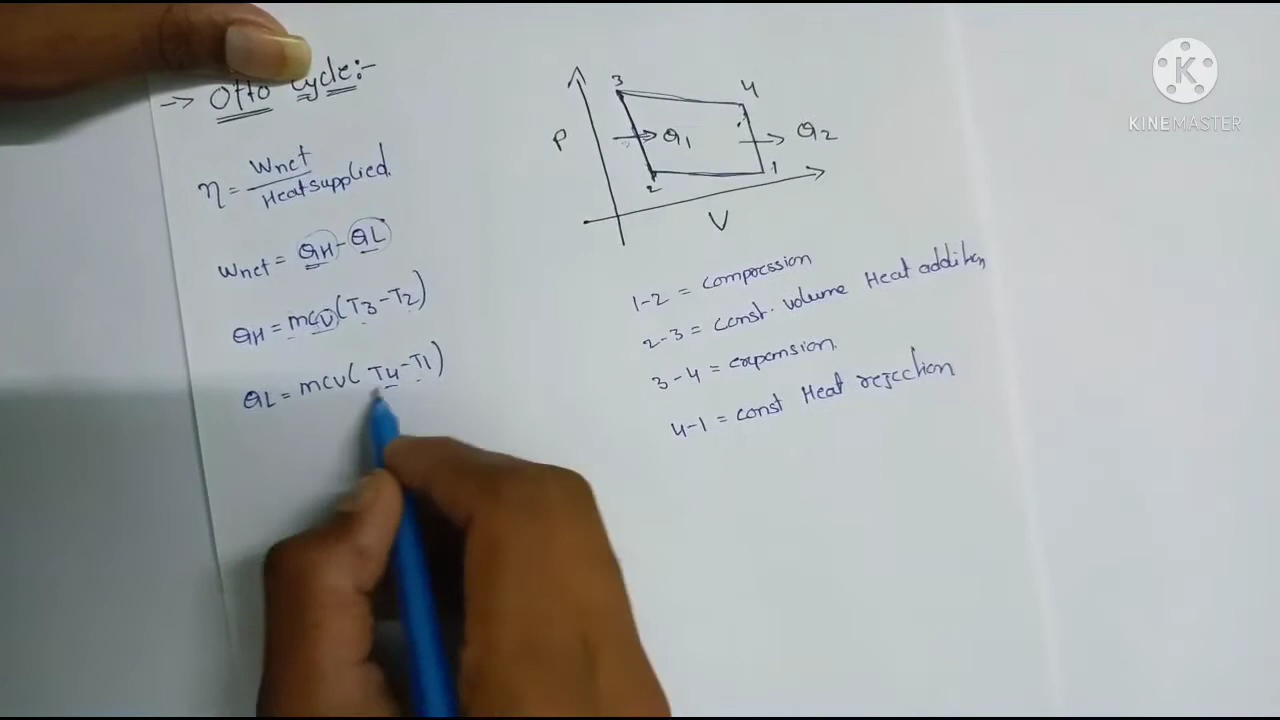 -> Otto cycle:-
η = Wnet / Heat supplied.
Wnet = QH - QL
QH = mcv (T3 - T2)
QL = mcv ( T4 - T1)
3
4
P
Q1
Q2
2
1
V
1-2 = compression
2-3 = const. volume Heat addition
3-4 = expansion
4-1 = const Heat rejection
KINEMASTER
K